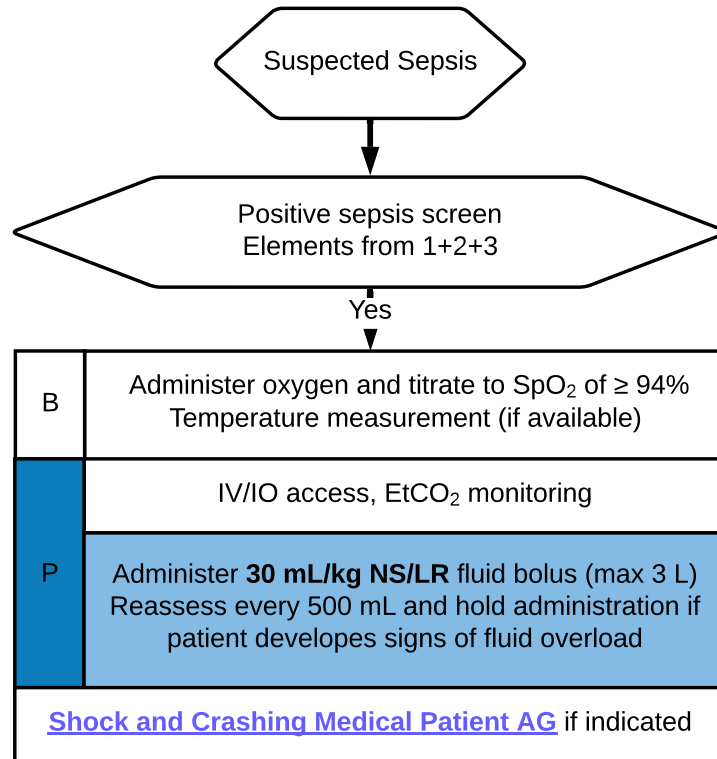 Suspected Sepsis
Positive sepsis screen
Elements from 1+2+3
Yes
B
Administer oxygen and titrate to SpO₂ of ≥ 94%
Temperature measurement (if available)
P
IV/IO access, EtCO₂ monitoring
Administer 30 mL/kg NS/LR fluid bolus (max 3 L)
Reassess every 500 mL and hold administration if
patient developes signs of fluid overload
Shock and Crashing Medical Patient AG if indicated